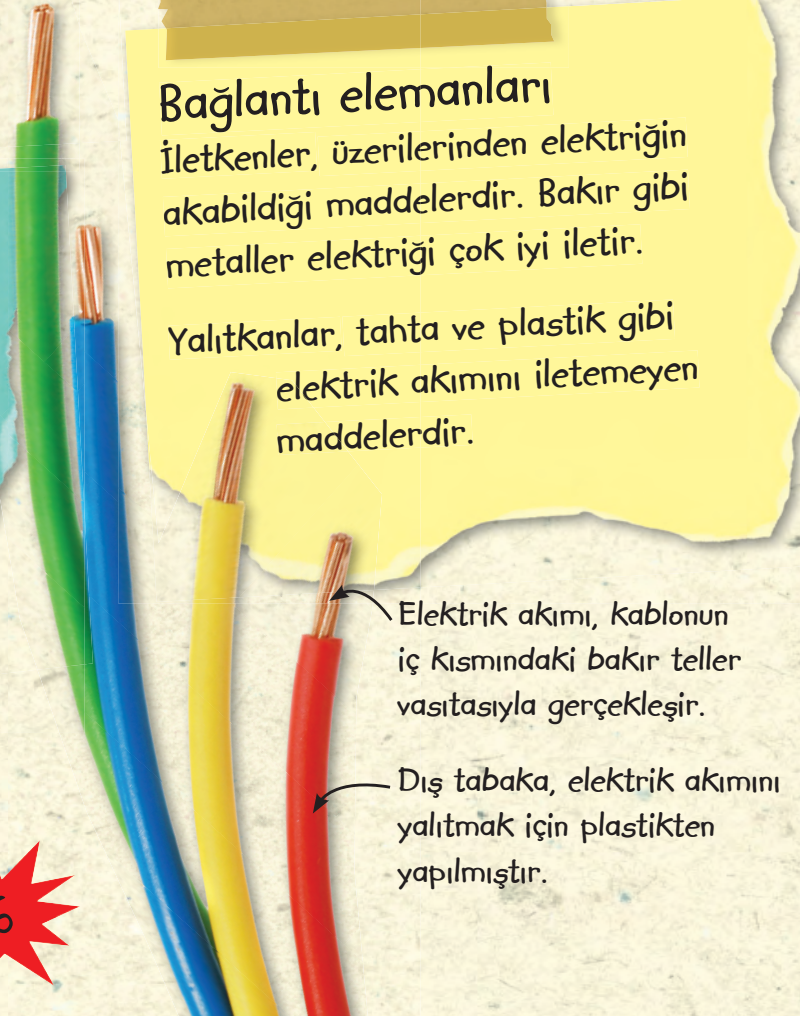 Bağlantı elemanları
İletkenler, üzerilerinden elektriğin
akabildiği maddelerdir. Bakır gibi
metaller elektriği çok iyi iletir.
Yalıtkanlar, tahta ve plastik gibi
elektrik akımını iletemeyen
maddelerdir.
Elektrik akımı, kablonun
iç kısmındaki bakır teller
vasıtasıyla gerçekleşir.
Dış tabaka, elektrik akımını
yalıtmak için plastikten
yapılmıştır.